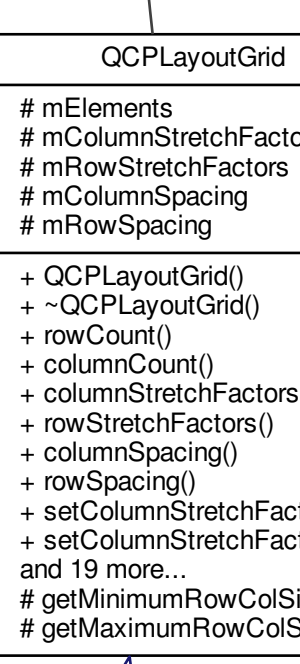 QCPLayoutGrid
# mElements
# mColumnStretchFacto
# mRowStretchFactors
# mColumnSpacing
# mRowSpacing
+ QCPLayoutGrid()
+ ~QCPLayoutGrid()
+ rowCount()
+ columnCount()
+ columnStretchFactors
+ rowStretchFactors()
+ columnSpacing()
+ rowSpacing()
+ setColumnStretchFact
+ setColumnStretchFact
and 19 more...
# getMinimumRowColSi
# getMaximumRowColS